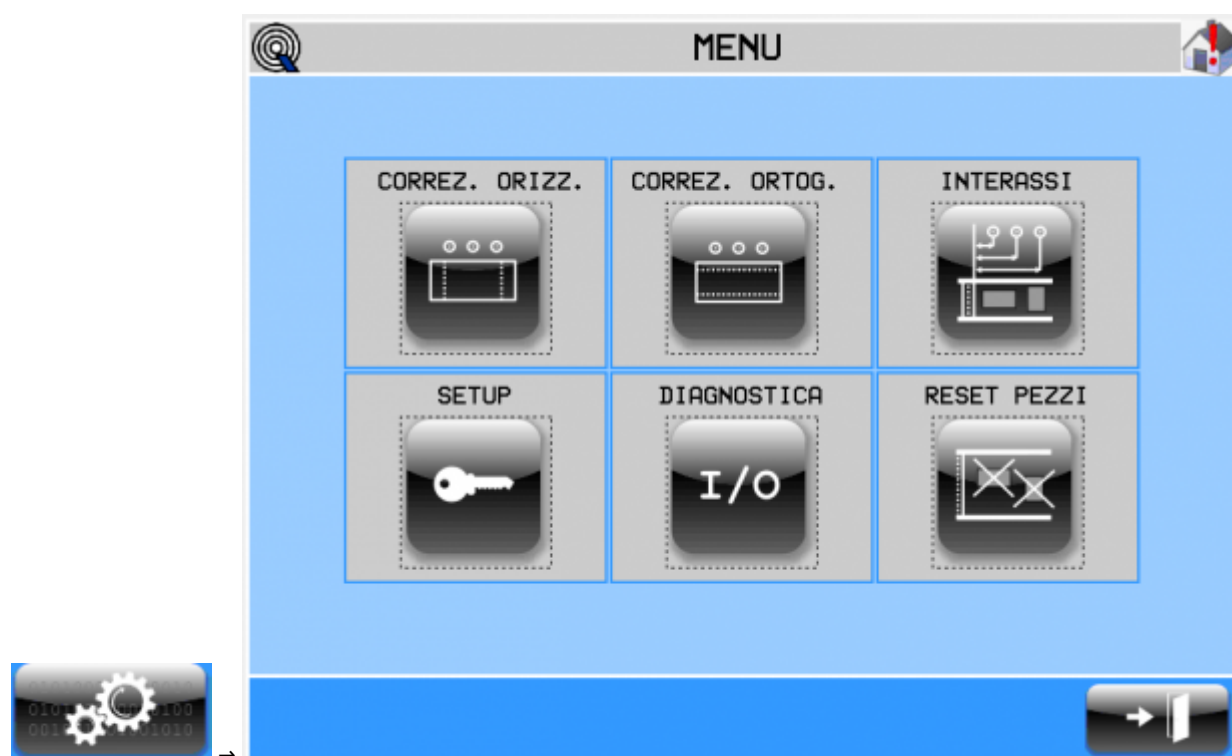 MENU
CORREZ. ORIZZ.
CORREZ. ORTOG.
INTERASSI
SETUP
DIAGNOSTICA
RESET PEZZI
I/O